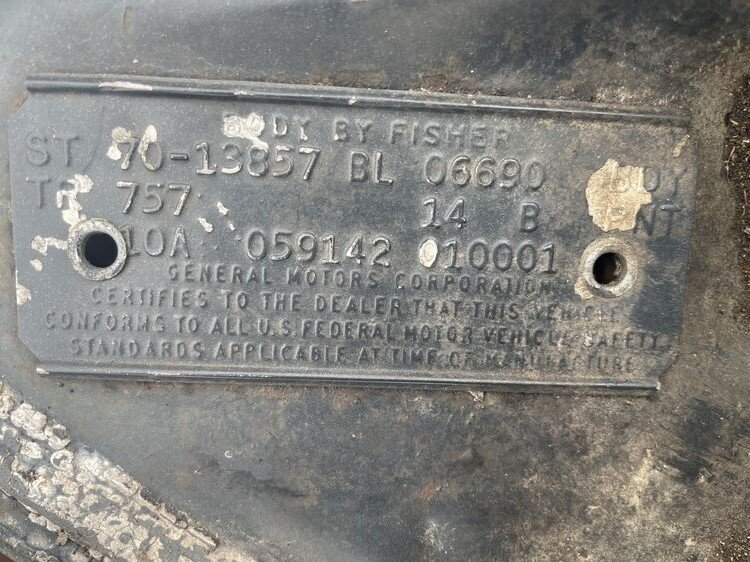 BODY BY FISHER
ST 70-13857 BL 06690 BDY
TR 757 14 B PNT
10A 059142 010001
GENERAL MOTORS CORPORATION
CERTIFIES TO THE DEALER THAT THIS VEHICLE
CONFORMS TO ALL U.S. FEDERAL MOTOR VEHICLE SAFETY
STANDARDS APPLICABLE AT TIME OF MANUFACTURE